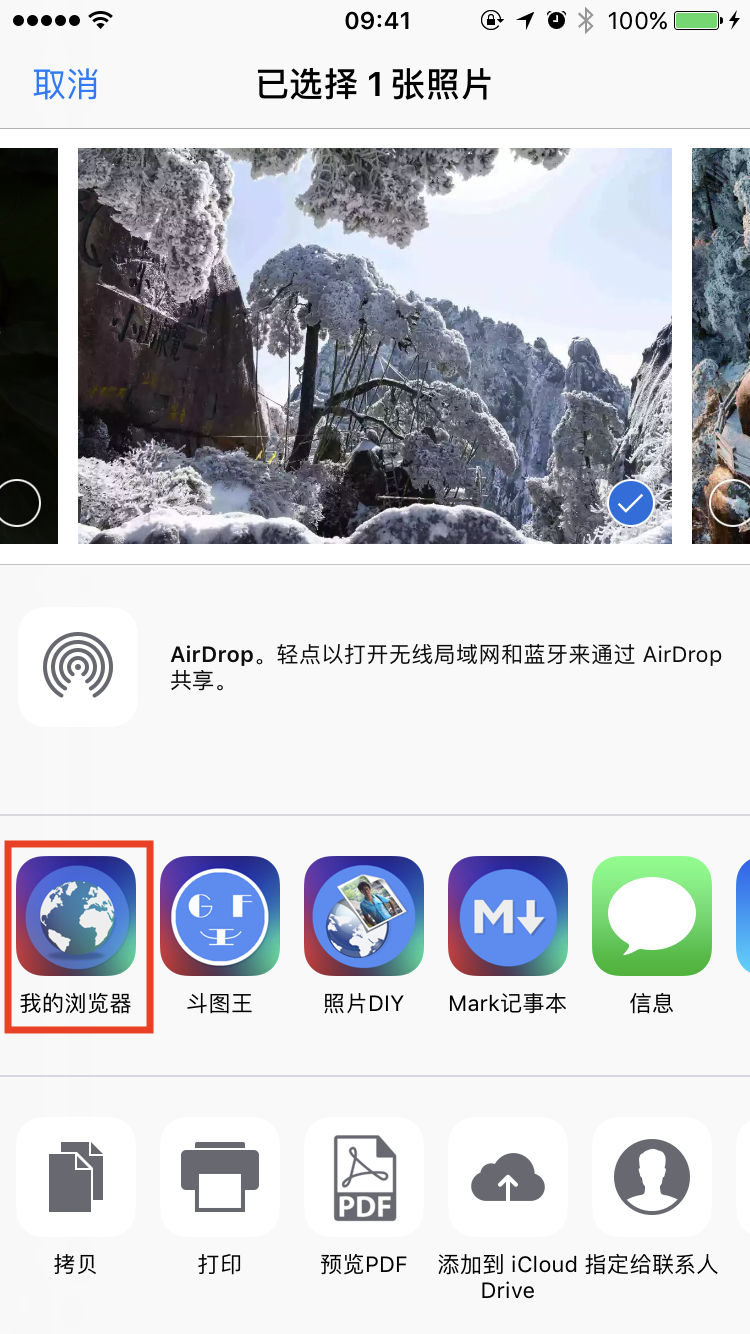 09:41
100%
取消
已选择 1 张照片
AirDrop。轻点以打开无线局域网和蓝牙来通过 AirDrop
共享。
我的浏览器
斗图王
照片DIY
M
Mark记事本
信息
PDF
拷贝
打印
预览PDF
添加到 iCloud
Drive
指定给联系人